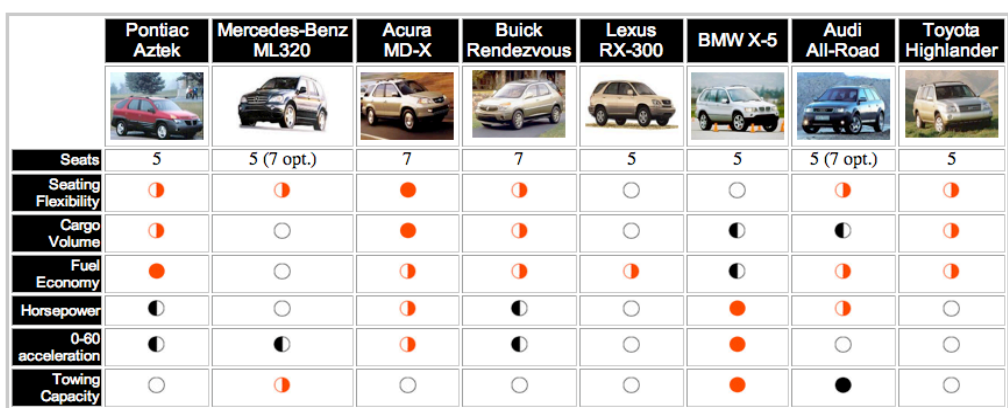 Pontiac Aztek Mercedes-Benz ML320 Acura MD-X Buick Rendezvous Lexus RX-300 BMW X-5 Audi All-Road Toyota Highlander
Seats 5 5 (7 opt.) 7 7 5 5 5 (7 opt.) 5
Seating Flexibility
Cargo Volume
Fuel Economy
Horsepower
0-60 acceleration
Towing Capacity